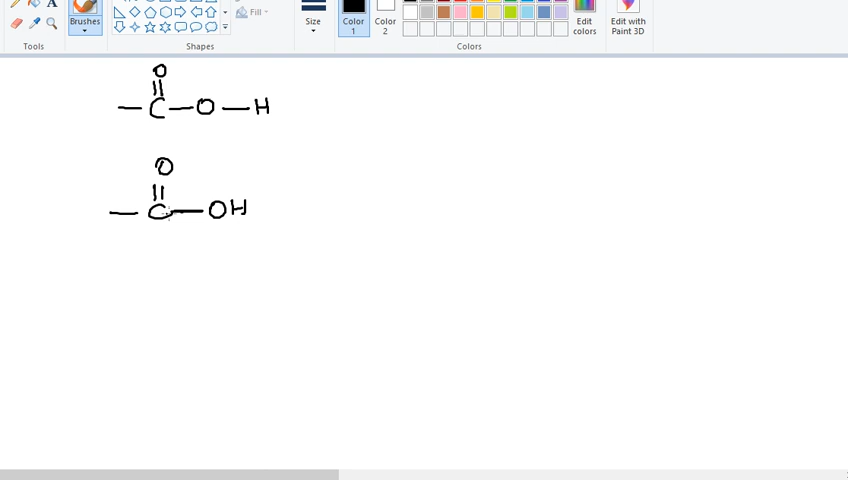 A
Brushes
Fill
Size
Color 1
Color 2
Edit colors
Edit with Paint 3D
Tools
Shapes
Colors
O
||
— C — O — H
O
||
— C — OH